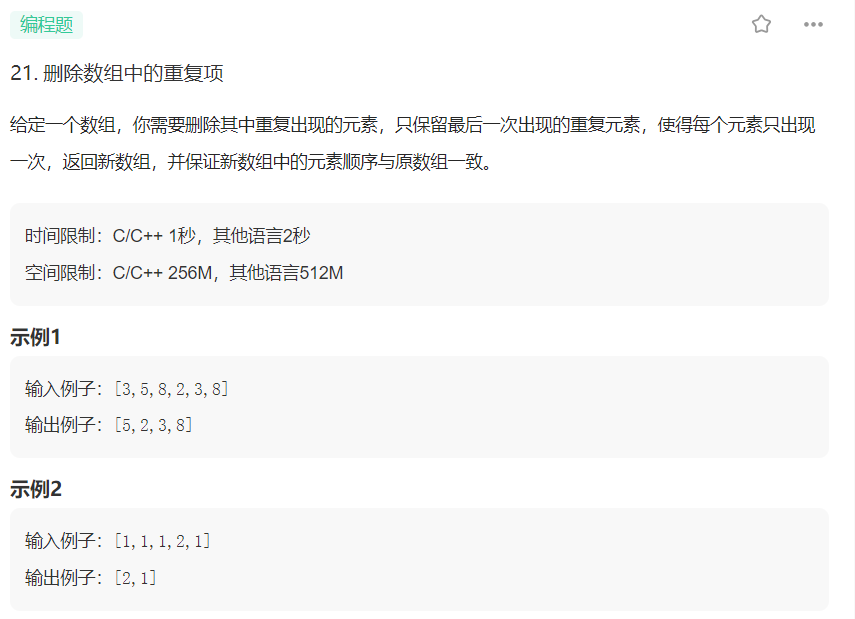 编程题
21. 删除数组中的重复项
给定一个数组，你需要删除其中重复出现的元素，只保留最后一次出现的重复元素，使得每个元素只出现
一次，返回新数组，并保证新数组中的元素顺序与原数组一致。
时间限制：C/C++ 1秒，其他语言2秒
空间限制：C/C++ 256M，其他语言512M
示例1
输入例子：[3,5,8,2,3,8]
输出例子：[5,2,3,8]
示例2
输入例子：[1,1,1,2,1]
输出例子：[2,1]